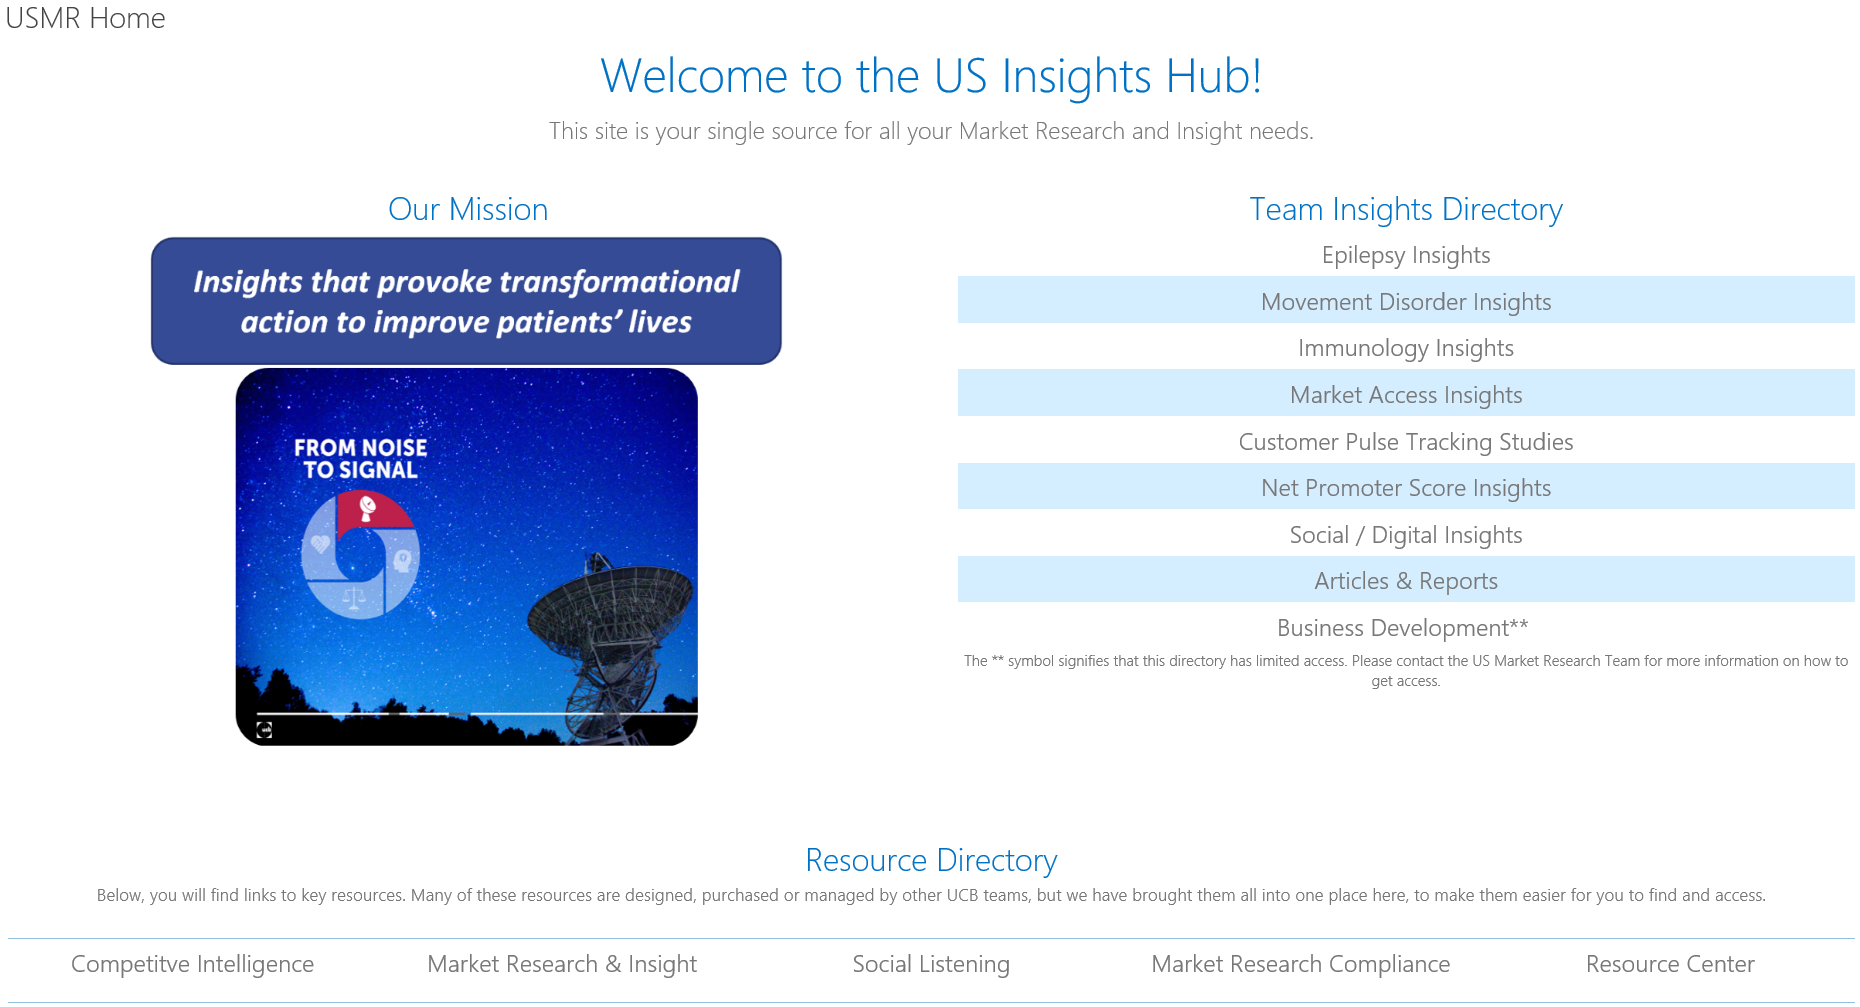 USMR Home
Welcome to the US Insights Hub!
This site is your single source for all your Market Research and Insight needs.
Our Mission
Insights that provoke transformational
action to improve patients’ lives
FROM NOISE
TO SIGNAL
ucb
Team Insights Directory
Epilepsy Insights
Movement Disorder Insights
Immunology Insights
Market Access Insights
Customer Pulse Tracking Studies
Net Promoter Score Insights
Social / Digital Insights
Articles & Reports
Business Development**
The ** symbol signifies that this directory has limited access. Please contact the US Market Research Team for more information on how to
get access.
Resource Directory
Below, you will find links to key resources. Many of these resources are designed, purchased or managed by other UCB teams, but we have brought them all into one place here, to make them easier for you to find and access.
Competitve Intelligence
Market Research & Insight
Social Listening
Market Research Compliance
Resource Center